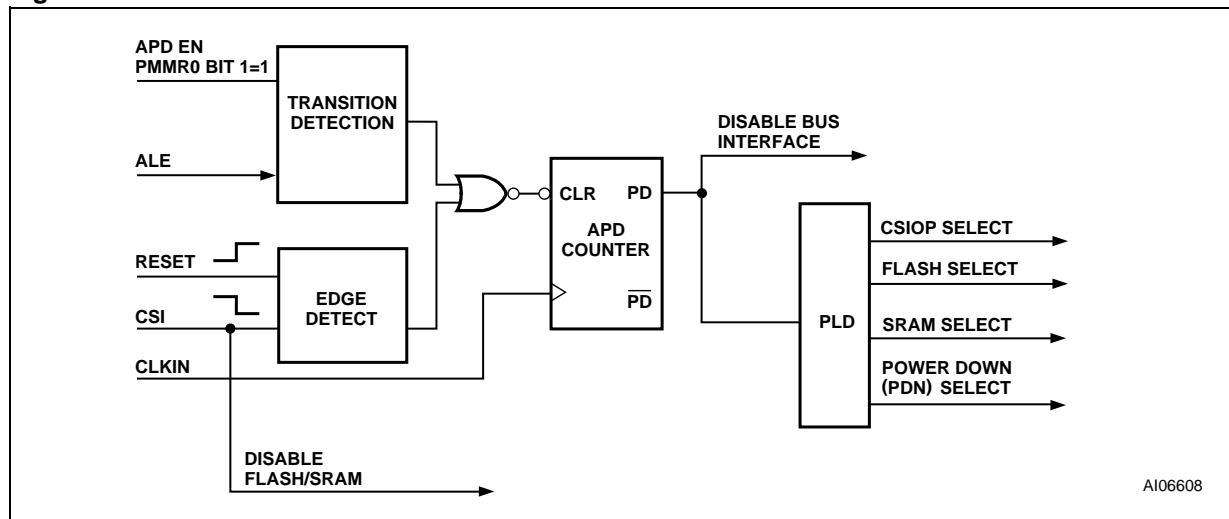 APD EN
PMMR0 BIT 1=1
TRANSITION
DETECTION
ALE
DISABLE BUS
INTERFACE
CLR PD
APD
COUNTER
PD
RESET
CSI
EDGE
DETECT
CLKIN
PLD
CSIOP SELECT
FLASH SELECT
SRAM SELECT
POWER DOWN
(PDN) SELECT
DISABLE
FLASH/SRAM
AI06608